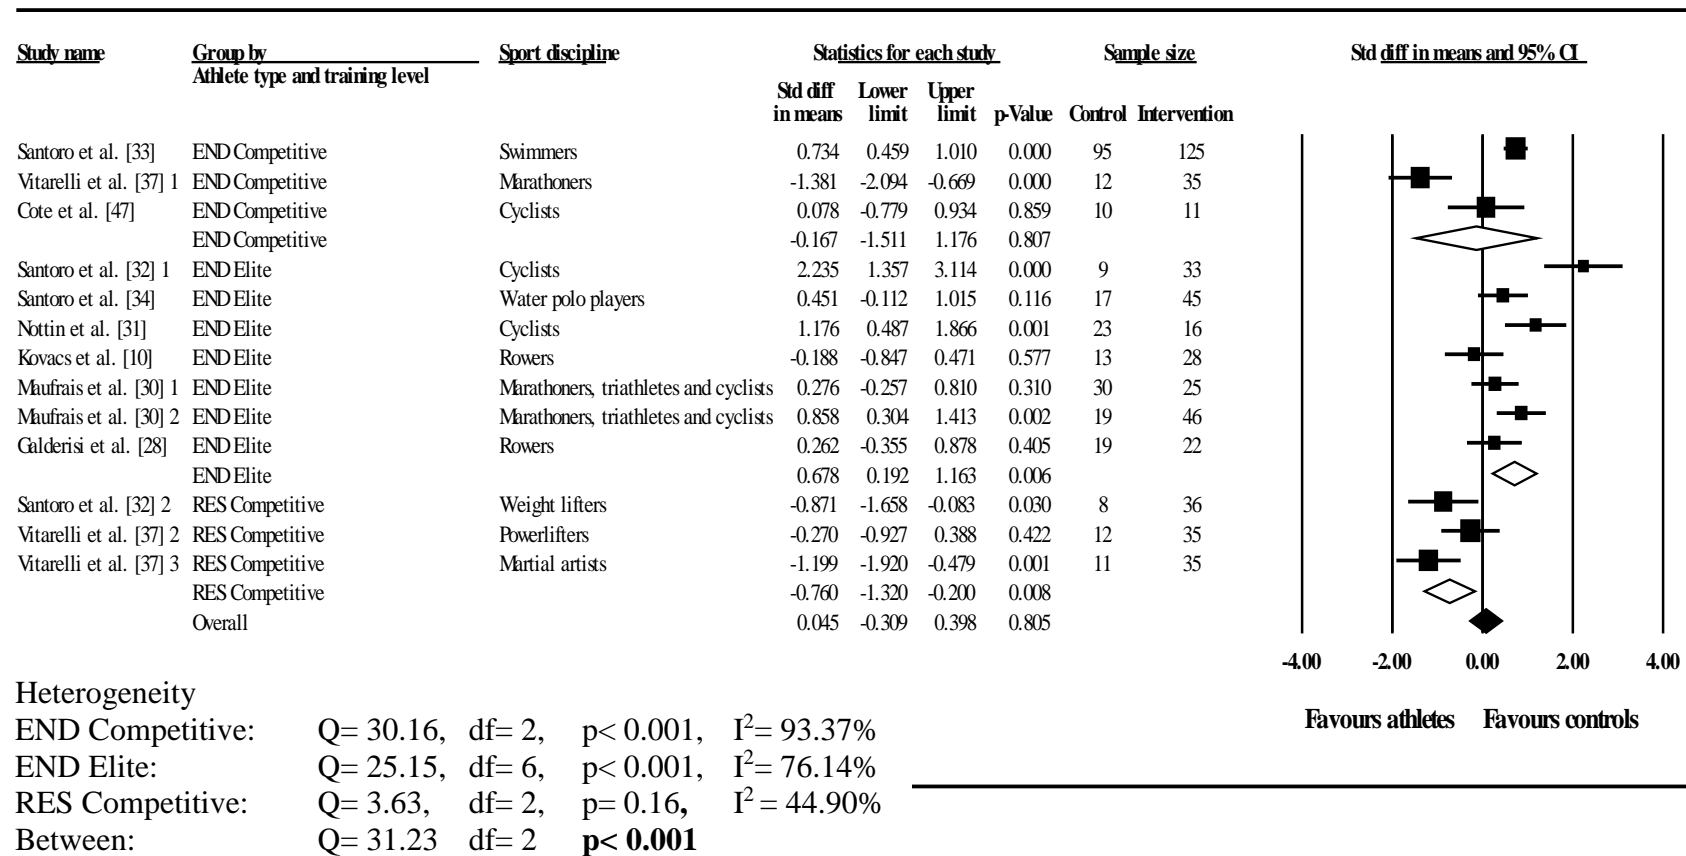 Study name Group by Sport discipline Statistics for each study Sample size Std diff in means and 95% CI
Athlete type and training level
Std diff Lower Upper
in means limit limit p-Value Control Intervention
Santoro et al. [33] END Competitive Swimmers 0.734 0.459 1.010 0.000 95 125
Vitarelli et al. [37] 1 END Competitive Marathoners -1.381 -2.094 -0.669 0.000 12 35
Cote et al. [47] END Competitive Cyclists 0.078 -0.779 0.934 0.859 10 11
END Competitive -0.167 -1.511 1.176 0.807
Santoro et al. [32] 1 END Elite Cyclists 2.235 1.357 3.114 0.000 9 33
Santoro et al. [34] END Elite Water polo players 0.451 -0.112 1.015 0.116 17 45
Nottin et al. [31] END Elite Cyclists 1.176 0.487 1.866 0.001 23 16
Kovacs et al. [10] END Elite Rowers -0.188 -0.847 0.471 0.577 13 28
Maufrais et al. [30] 1 END Elite Marathoners, triathletes and cyclists 0.276 -0.257 0.810 0.310 30 25
Maufrais et al. [30] 2 END Elite Marathoners, triathletes and cyclists 0.858 0.304 1.413 0.002 19 46
Galderisi et al. [28] END Elite Rowers 0.262 -0.355 0.878 0.405 19 22
END Elite 0.678 0.192 1.163 0.006
Santoro et al. [32] 2 RES Competitive Weight lifters -0.871 -1.658 -0.083 0.030 8 36
Vitarelli et al. [37] 2 RES Competitive Powerlifters -0.270 -0.927 0.388 0.422 12 35
Vitarelli et al. [37] 3 RES Competitive Martial artists -1.199 -1.920 -0.479 0.001 11 35
RES Competitive -0.760 -1.320 -0.200 0.008
Overall 0.045 -0.309 0.398 0.805
-4.00 -2.00 0.00 2.00 4.00
Favours athletes Favours controls
Heterogeneity
END Competitive: Q= 30.16, df= 2, p< 0.001, I²= 93.37%
END Elite: Q= 25.15, df= 6, p< 0.001, I²= 76.14%
RES Competitive: Q= 3.63, df= 2, p= 0.16, I² = 44.90%
Between: Q= 31.23 df= 2 p< 0.001